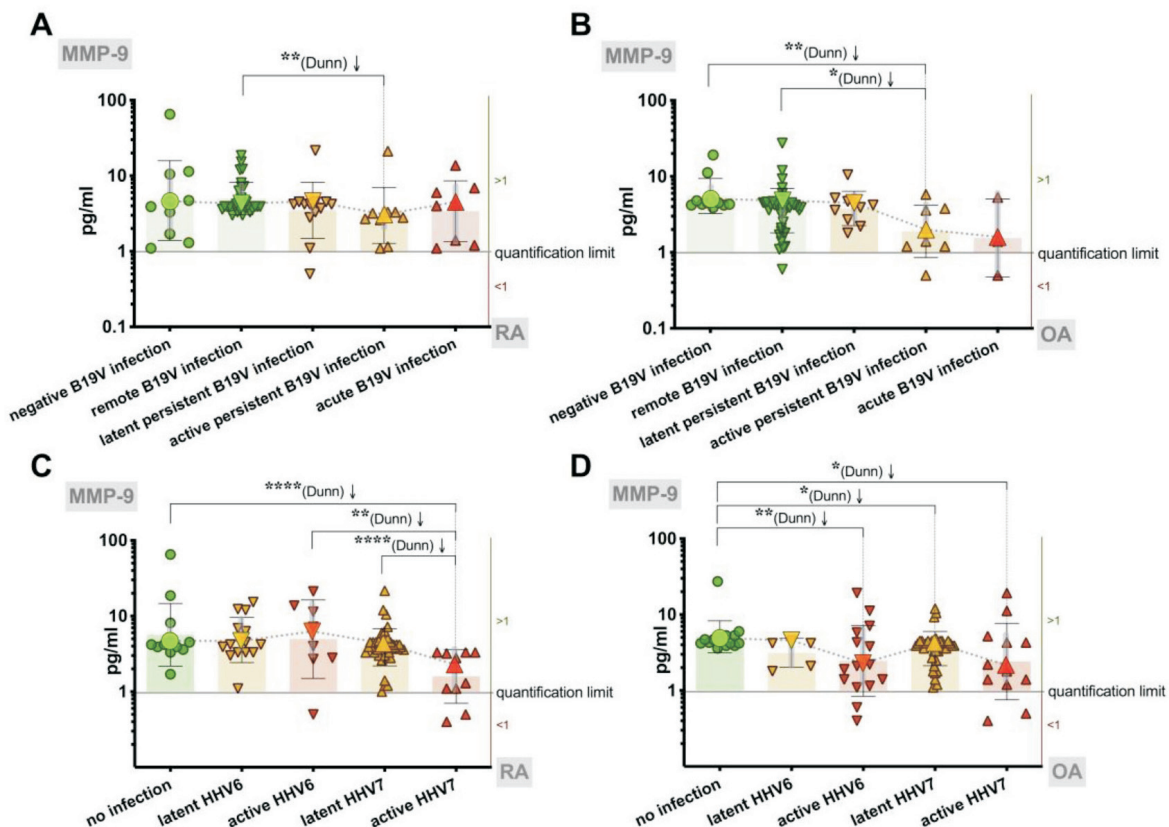 A
MMP-9
**(Dunn) ↓
pg/ml
100
10
1
0.1
>1
quantification limit
<1
RA
negative B19V infection
remote B19V infection
latent persistent B19V infection
active persistent B19V infection
acute B19V infection
B
MMP-9
**(Dunn) ↓
*(Dunn) ↓
pg/ml
100
10
1
0.1
>1
quantification limit
<1
OA
negative B19V infection
remote B19V infection
latent persistent B19V infection
active persistent B19V infection
acute B19V infection
C
MMP-9
****(Dunn) ↓
**(Dunn) ↓
****(Dunn) ↓
pg/ml
100
10
1
>1
quantification limit
<1
RA
no infection
latent HHV6
active HHV6
latent HHV7
active HHV7
D
MMP-9
*(Dunn) ↓
*(Dunn) ↓
**(Dunn) ↓
pg/ml
100
10
1
>1
quantification limit
<1
OA
no infection
latent HHV6
active HHV6
latent HHV7
active HHV7